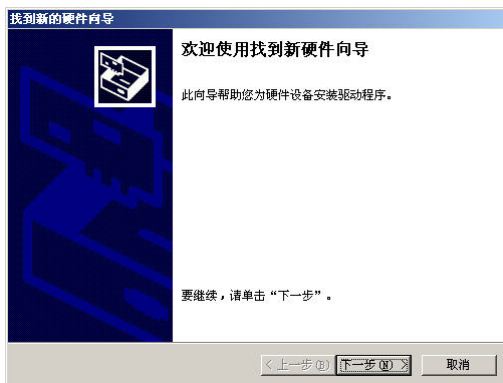 找到新的硬件向导
欢迎使用找到新硬件向导
此向导帮助您为硬件设备安装驱动程序。
要继续，请单击“下一步”。
< 上一步(B) 下一步(N) > 取消